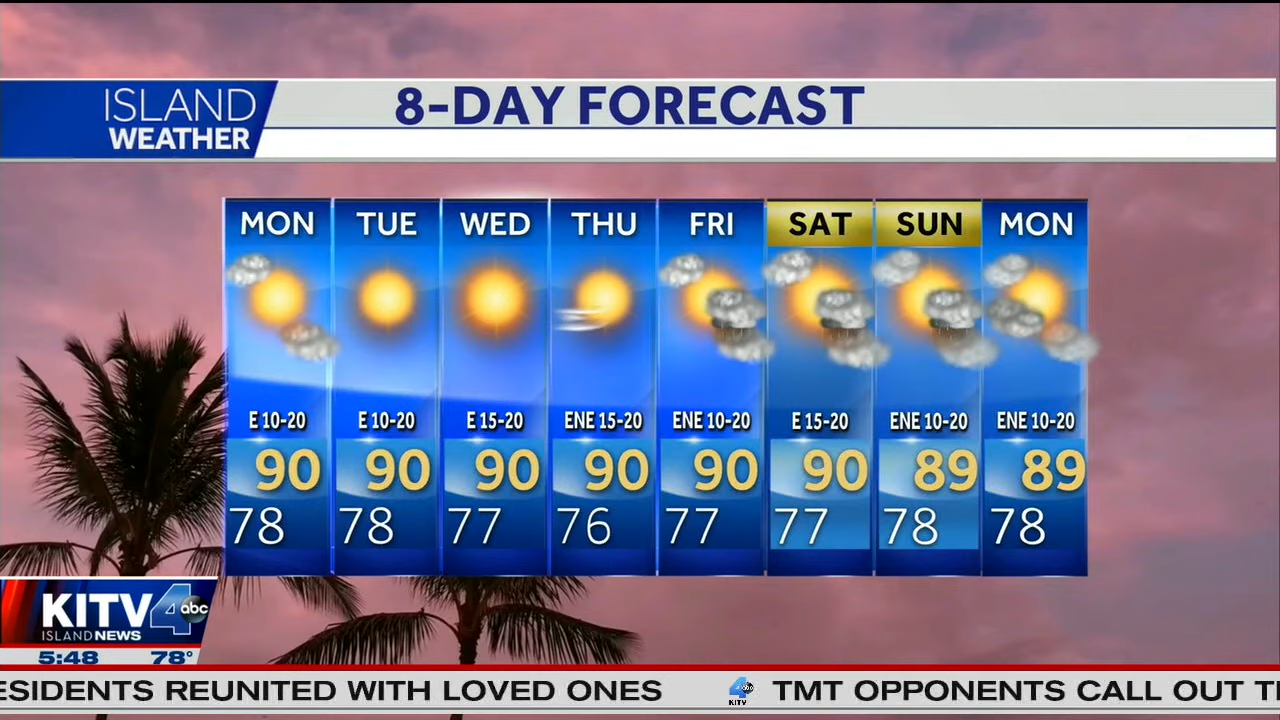 ISLAND
WEATHER
8-DAY FORECAST
MON TUE WED THU FRI SAT SUN MON
E 10-20 E 10-20 E 15-20 ENE 15-20 ENE 10-20 E 15-20 ENE 10-20 ENE 10-20
90 90 90 90 90 90 89 89
78 78 77 76 77 77 78 78
KITV4 abc
ISLAND NEWS
5:48 78°
ESIDENTS REUNITED WITH LOVED ONES 4 abc KITV TMT OPPONENTS CALL OUT T